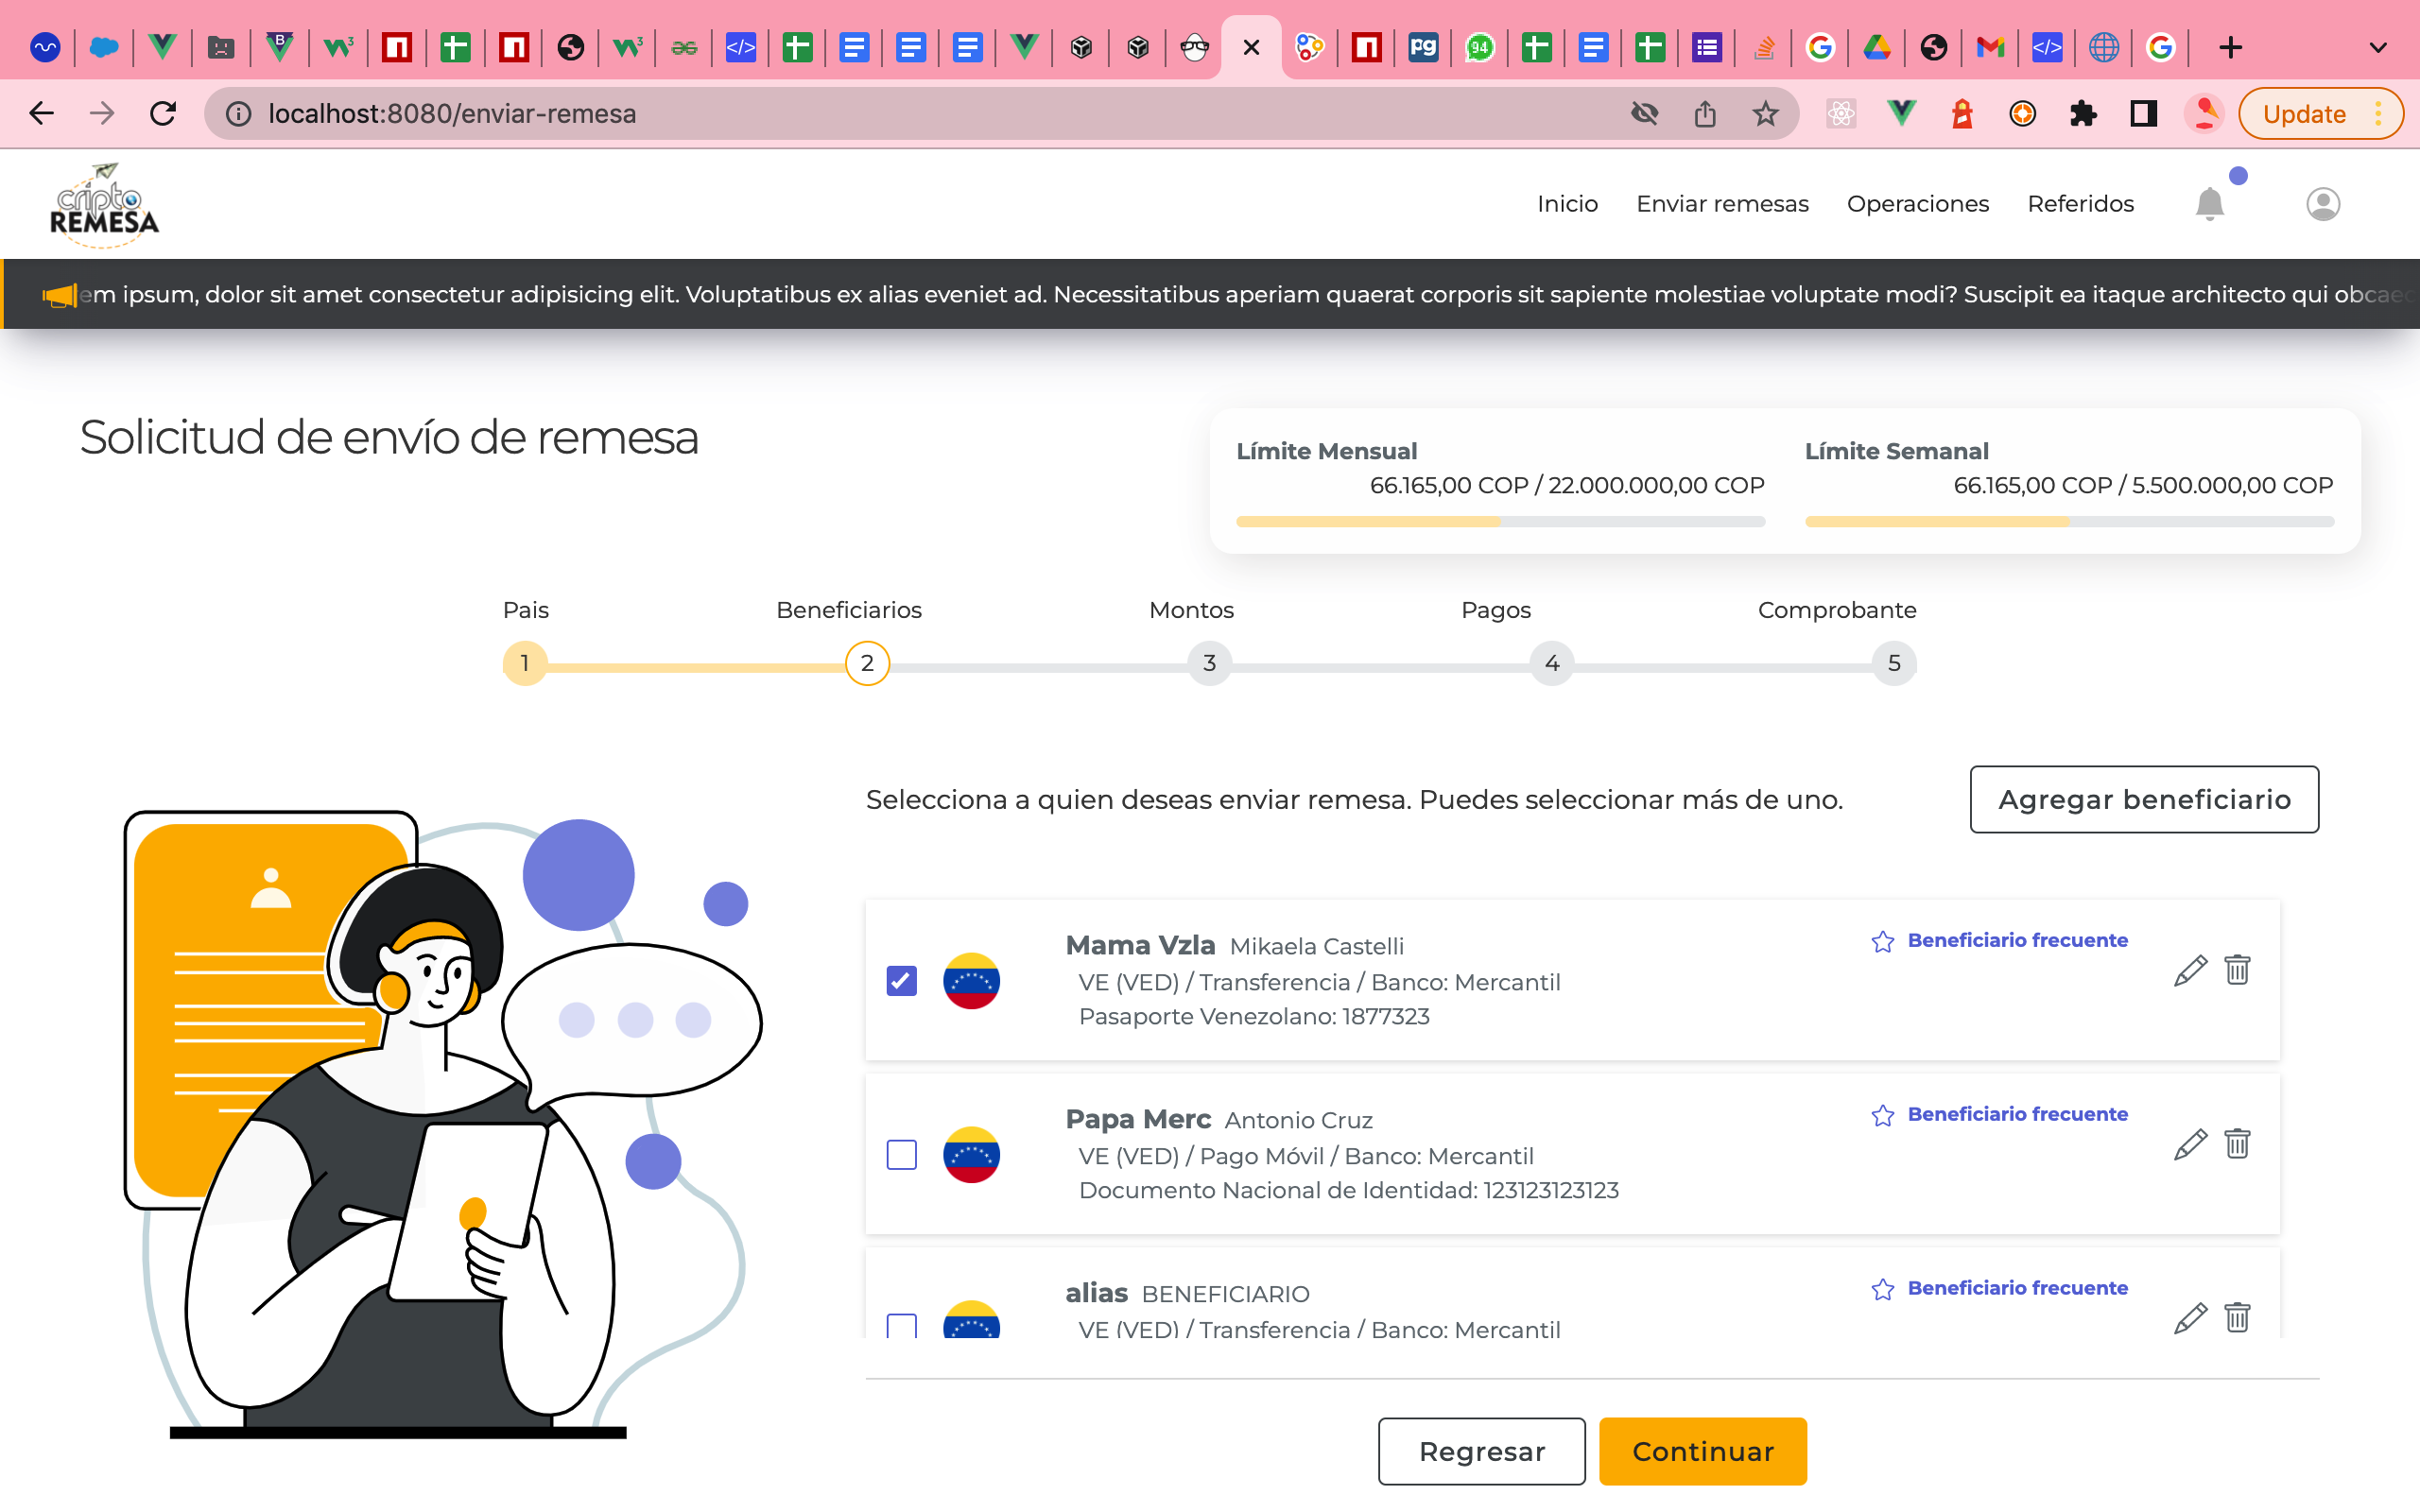 localhost:8080/enviar-remesa
Update
cripto
REMESA
Inicio
Enviar remesas
Operaciones
Referidos
em ipsum, dolor sit amet consectetur adipisicing elit. Voluptatibus ex alias eveniet ad. Necessitatibus aperiam quaerat corporis sit sapiente molestiae voluptate modi? Suscipit ea itaque architecto qui obcaec
Solicitud de envío de remesa
Límite Mensual
66.165,00 COP / 22.000.000,00 COP
Límite Semanal
66.165,00 COP / 5.500.000,00 COP
Pais
Beneficiarios
Montos
Pagos
Comprobante
1
2
3
4
5
Selecciona a quien deseas enviar remesa. Puedes seleccionar más de uno.
Agregar beneficiario
Mama Vzla Mikaela Castelli
Beneficiario frecuente
VE (VED) / Transferencia / Banco: Mercantil
Pasaporte Venezolano: 1877323
Papa Merc Antonio Cruz
Beneficiario frecuente
VE (VED) / Pago Móvil / Banco: Mercantil
Documento Nacional de Identidad: 123123123123
alias BENEFICIARIO
Beneficiario frecuente
VE (VED) / Transferencia / Banco: Mercantil
Regresar
Continuar